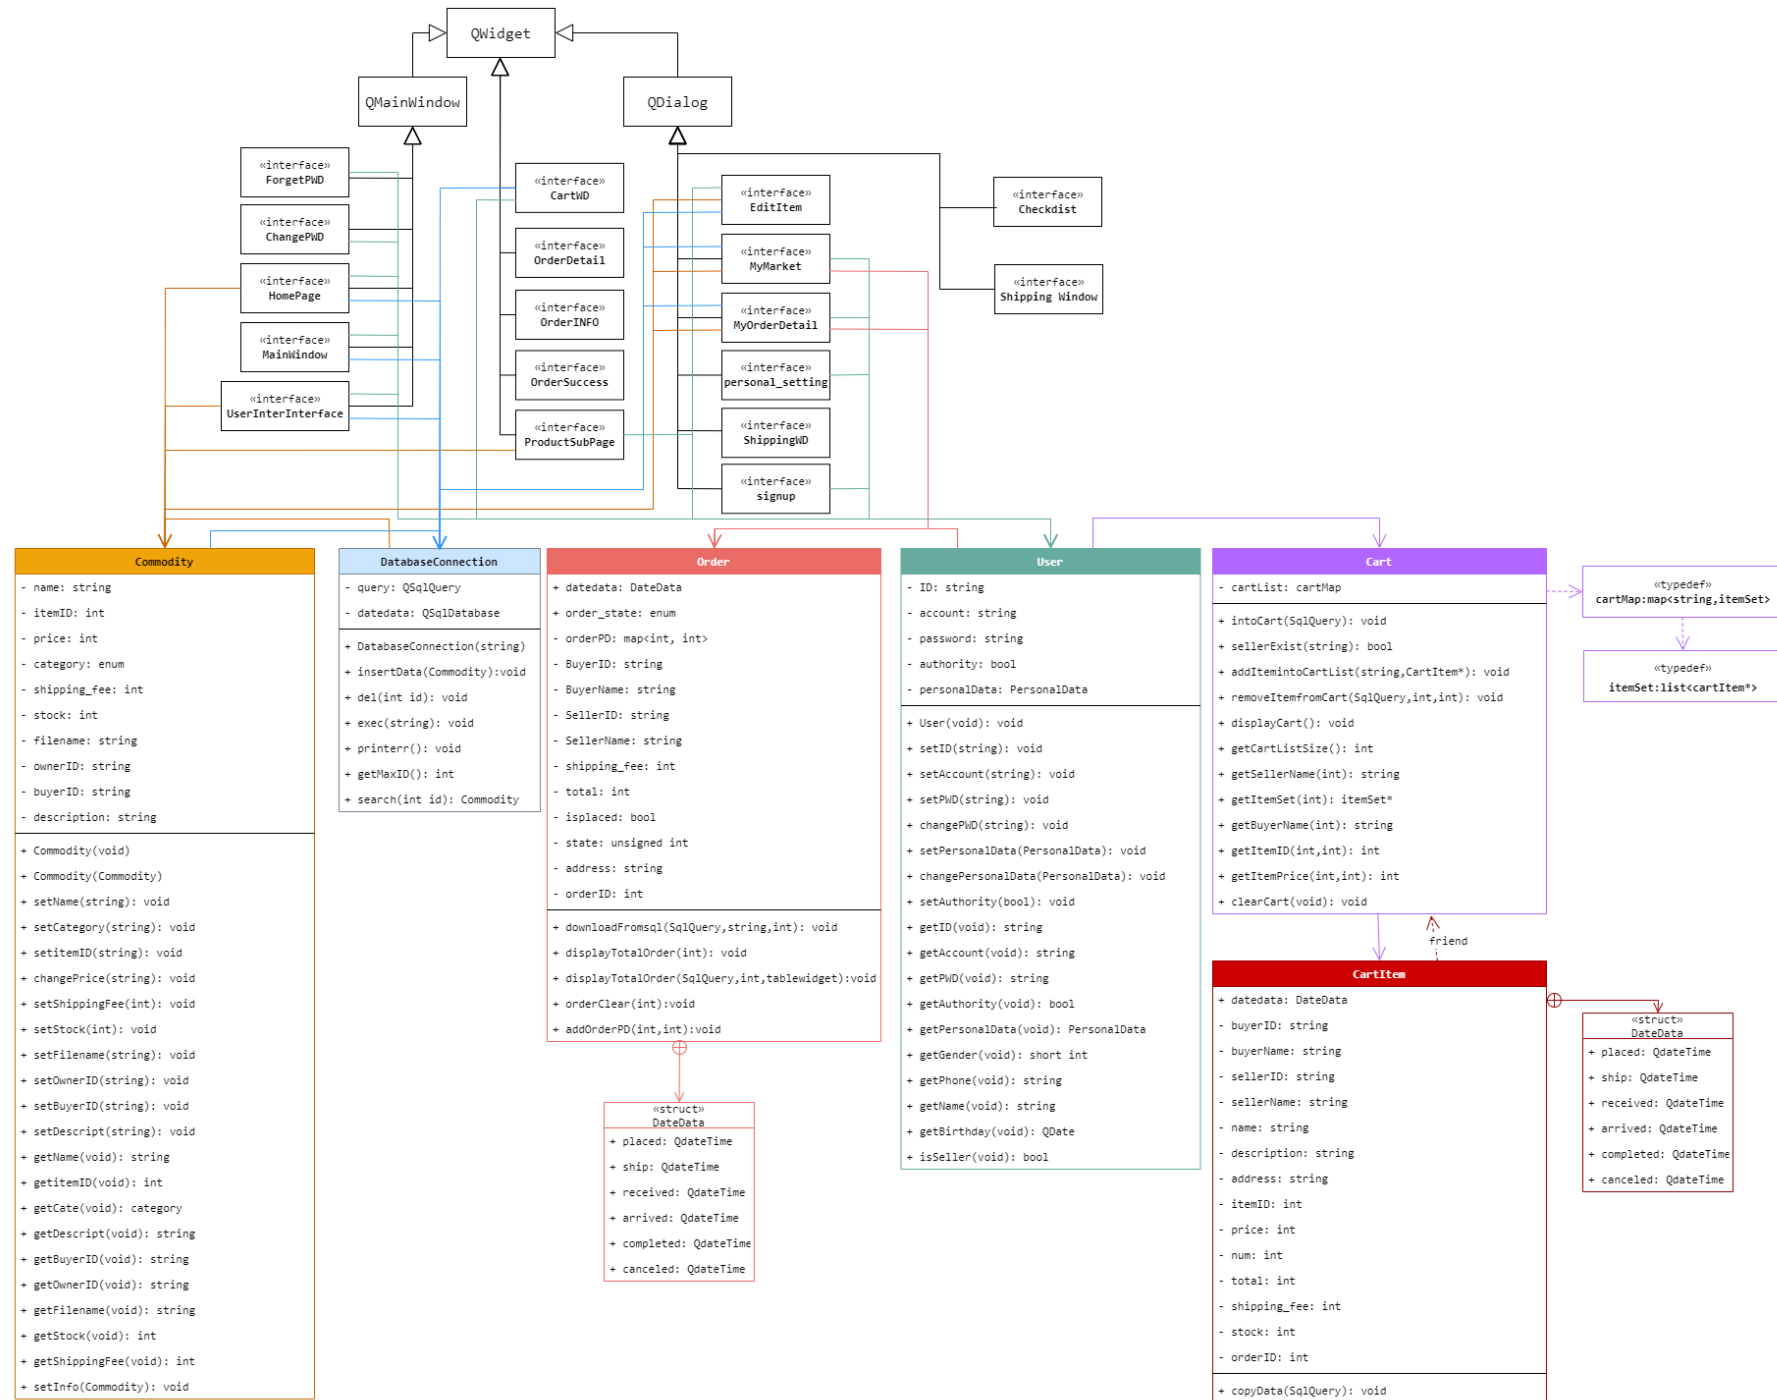 QWidget
QMainWindow
QDialog
«interface»
ForgetPWD
«interface»
ChangePWD
«interface»
HomePage
«interface»
MainWindow
«interface»
UserInterInterface
«interface»
CartWD
«interface»
OrderDetail
«interface»
OrderINFO
«interface»
OrderSuccess
«interface»
ProductSubPage
«interface»
EditItem
«interface»
MyMarket
«interface»
MyOrderDetail
«interface»
personal_setting
«interface»
ShippingWD
«interface»
signup
«interface»
Checkdist
«interface»
Shipping Window
Commodity
- name: string
- itemID: int
- price: int
- category: enum
- shipping_fee: int
- stock: int
- filename: string
- ownerID: string
- buyerID: string
- description: string
+ Commodity(void)
+ Commodity(Commodity)
+ setName(string): void
+ setCategory(string): void
+ setitemID(string): void
+ changePrice(string): void
+ setShippingFee(int): void
+ setStock(int): void
+ setFilename(string): void
+ setOwnerID(string): void
+ setBuyerID(string): void
+ setDescript(string): void
+ getName(void): string
+ getitemID(void): int
+ getCate(void): category
+ getDescript(void): string
+ getBuyerID(void): string
+ getOwnerID(void): string
+ getFilename(void): string
+ getStock(void): int
+ getShippingFee(void): int
+ setInfo(Commodity): void
DatabaseConnection
- query: QSqlQuery
- datedata: QSqlDatabase
+ DatabaseConnection(string)
+ insertData(Commodity):void
+ del(int id): void
+ exec(string): void
+ printerr(): void
+ getMaxID(): int
+ search(int id): Commodity
Order
+ datedata: DateData
+ order_state: enum
- orderPD: map<int, int>
- BuyerID: string
- BuyerName: string
- SellerID: string
- SellerName: string
- shipping_fee: int
- total: int
- isplaced: bool
- state: unsigned int
- address: string
- orderID: int
+ downloadFromsql(SqlQuery,string,int): void
+ displayTotalOrder(int): void
+ displayTotalOrder(SqlQuery,int,tablewidget):void
+ orderClear(int):void
+ addOrderPD(int,int):void
«struct»
DateData
+ placed: QdateTime
+ ship: QdateTime
+ received: QdateTime
+ arrived: QdateTime
+ completed: QdateTime
+ canceled: QdateTime
User
- ID: string
- account: string
- password: string
- authority: bool
- personalData: PersonalData
+ User(void): void
+ setID(string): void
+ setAccount(string): void
+ setPWD(string): void
+ changePWD(string): void
+ setPersonalData(PersonalData): void
+ changePersonalData(PersonalData): void
+ setAuthority(bool): void
+ getID(void): string
+ getAccount(void): string
+ getPWD(void): string
+ getAuthority(void): bool
+ getPersonalData(void): PersonalData
+ getGender(void): short int
+ getPhone(void): string
+ getName(void): string
+ getBirthday(void): QDate
+ isSeller(void): bool
Cart
- cartList: cartMap
+ intoCart(SqlQuery): void
+ sellerExist(string): bool
+ addItemintoCartList(string,CartItem*): void
+ removeItemfromCart(SqlQuery,int,int): void
+ displayCart(): void
+ getCartListSize(): int
+ getSellerName(int): string
+ getItemSet(int): itemSet*
+ getBuyerName(int): string
+ getItemID(int,int): int
+ getItemPrice(int,int): int
+ clearCart(void): void
«typedef»
cartMap:map<string,itemSet>
«typedef»
itemSet:list<cartItem*>
friend
CartItem
+ datedata: DateData
- buyerID: string
- buyerName: string
- sellerID: string
- sellerName: string
- name: string
- description: string
- address: string
- itemID: int
- price: int
- num: int
- total: int
- shipping_fee: int
- stock: int
- orderID: int
+ copyData(SqlQuery): void
«struct»
DateData
+ placed: QdateTime
+ ship: QdateTime
+ received: QdateTime
+ arrived: QdateTime
+ completed: QdateTime
+ canceled: QdateTime